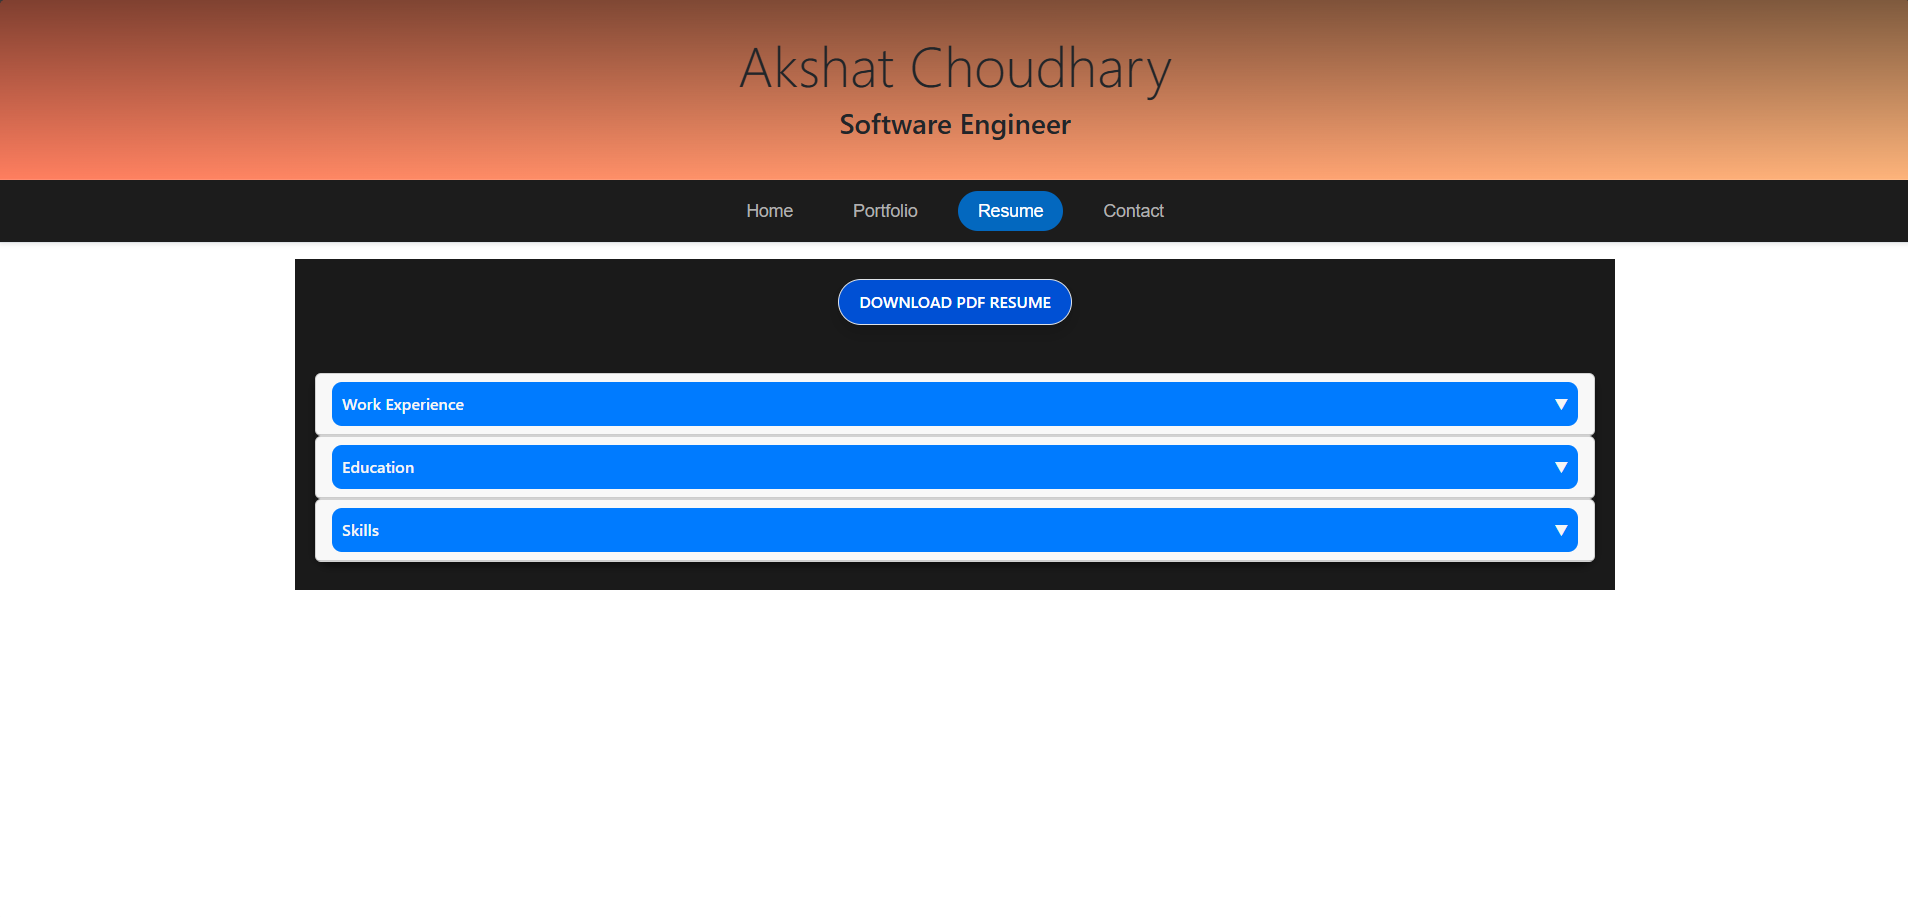 Akshat Choudhary
Software Engineer
Home Portfolio Resume Contact
DOWNLOAD PDF RESUME
Work Experience ▼
Education ▼
Skills ▼